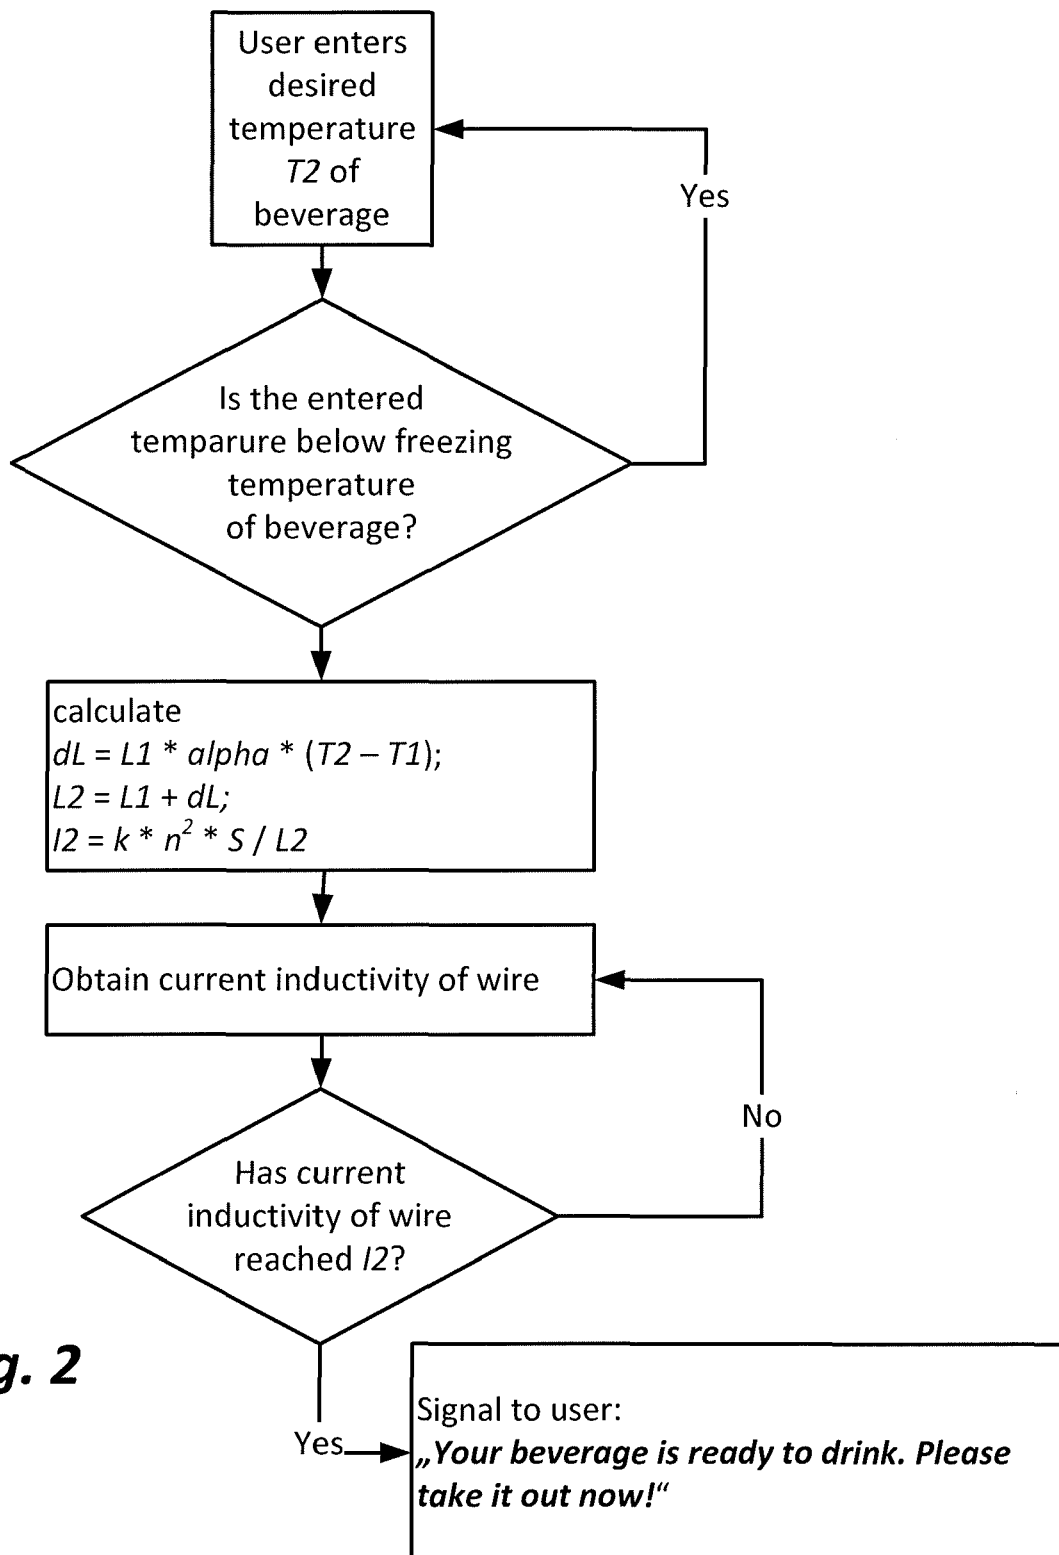 User enters
desired
temperature
T2 of
beverage
Yes
Is the entered
temparure below freezing
temperature
of beverage?
calculate
dL = L1 * alpha * (T2 – T1);
L2 = L1 + dL;
I2 = k * n² * S / L2
Obtain current inductivity of wire
No
Has current
inductivity of wire
reached I2?
g. 2
Yes
Signal to user:
„Your beverage is ready to drink. Please
take it out now!“